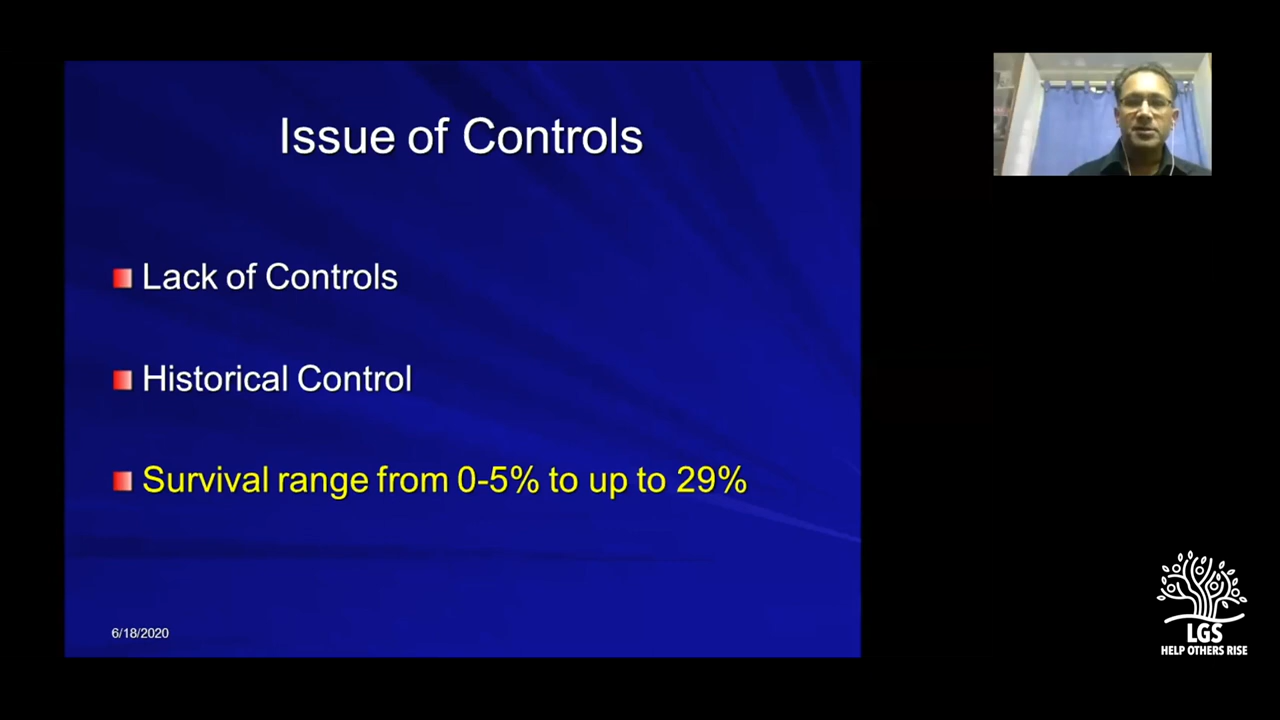 Issue of Controls
Lack of Controls
Historical Control
Survival range from 0-5% to up to 29%
6/18/2020
LGS
HELP OTHERS RISE